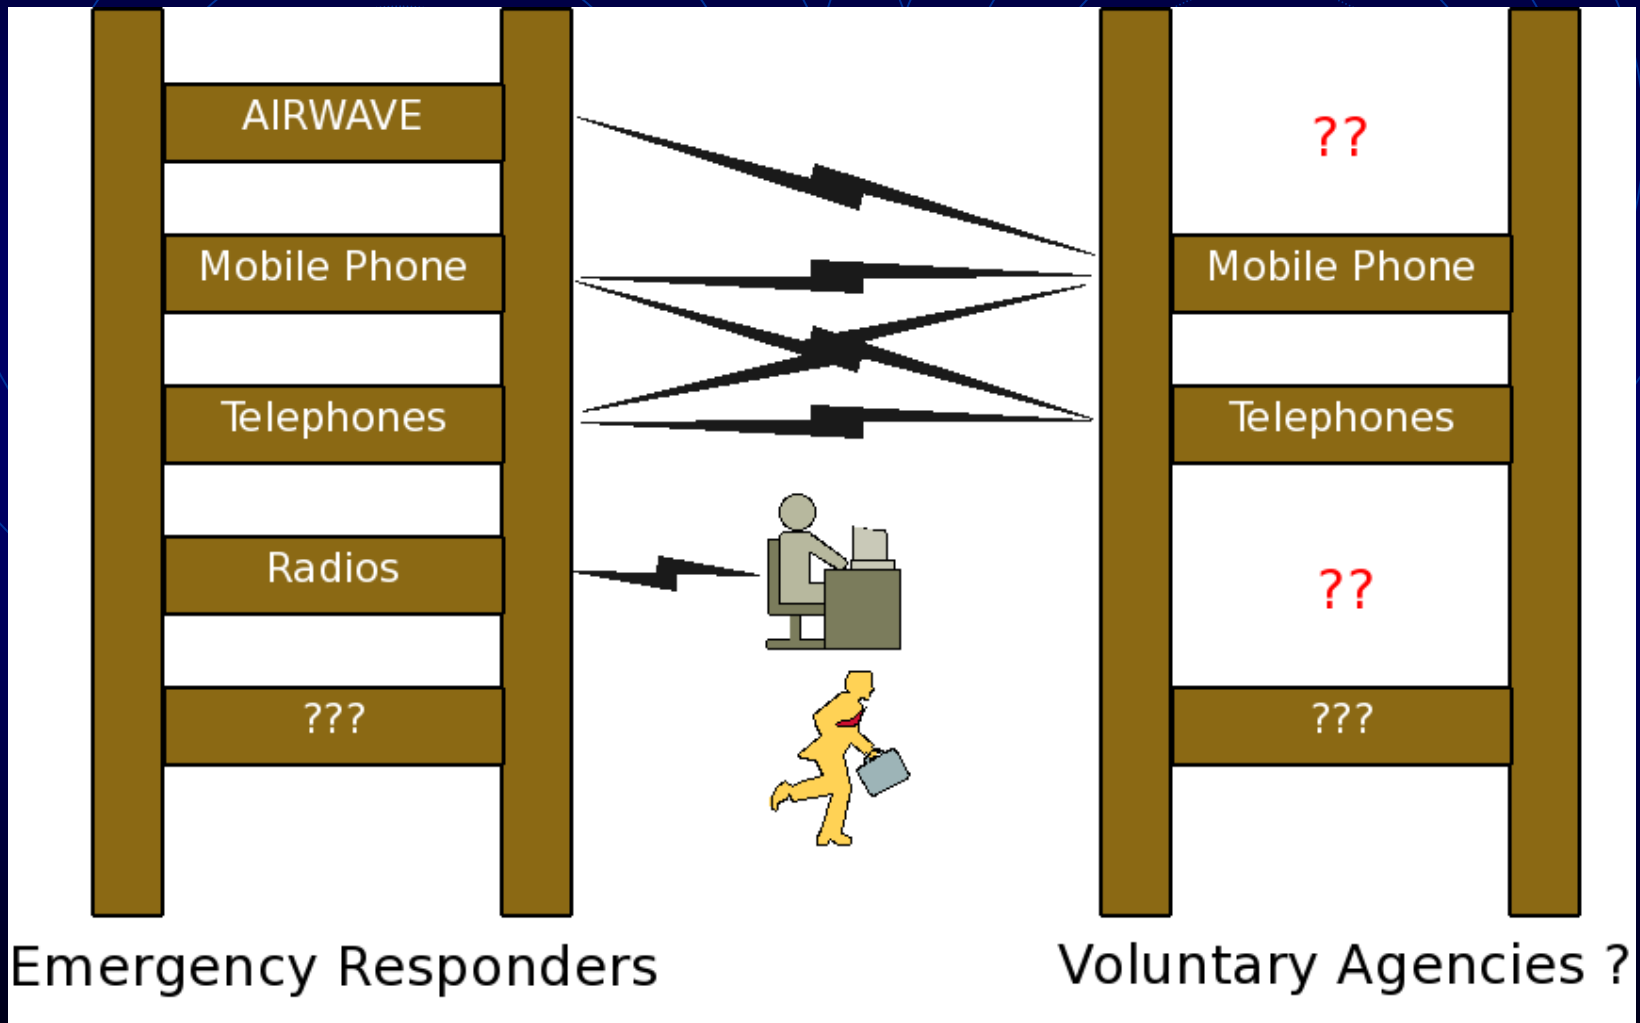 AIRWAVE
Mobile Phone
Telephones
Radios
???
Emergency Responders
??
Mobile Phone
Telephones
??
???
Voluntary Agencies ?